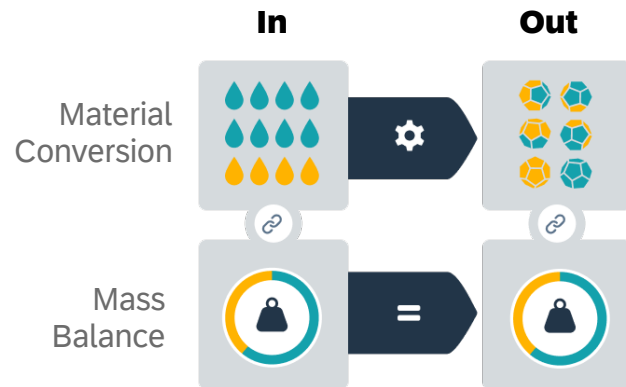 In
Out
Material
Conversion
Mass
Balance
=